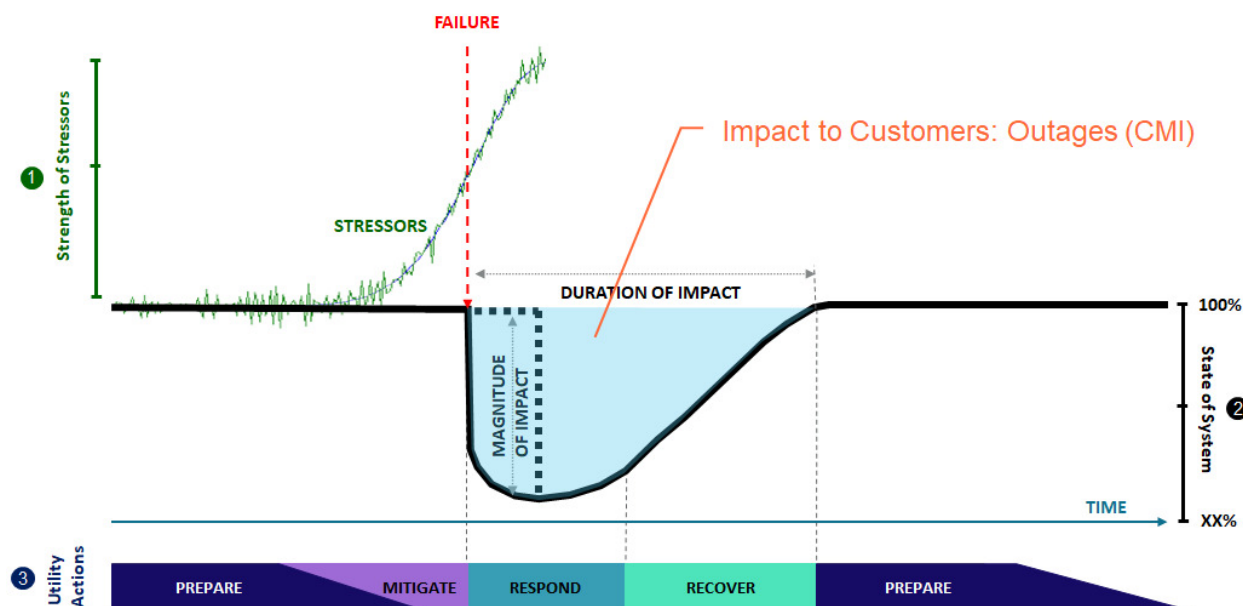 FAILURE
Impact to Customers: Outages (CMI)
1
Strength of Stressors
STRESSORS
DURATION OF IMPACT
100%
MAGNITUDE
OF IMPACT
State of
System
2
TIME
XX%
3
Utility
Actions
PREPARE
MITIGATE
RESPOND
RECOVER
PREPARE